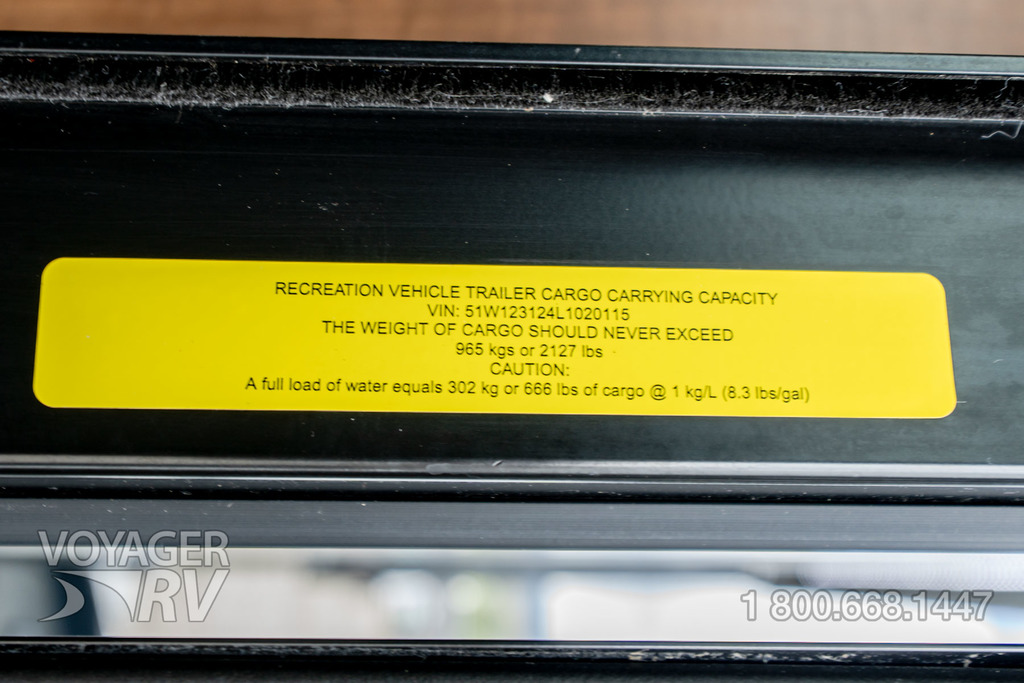 RECREATION VEHICLE TRAILER CARGO CARRYING CAPACITY
VIN: 51W123124L1020115
THE WEIGHT OF CARGO SHOULD NEVER EXCEED
965 kgs or 2127 lbs
CAUTION:
A full load of water equals 302 kg or 666 lbs of cargo @ 1 kg/L (8.3 lbs/gal)
VOYAGER
RV
1 800.668.1447